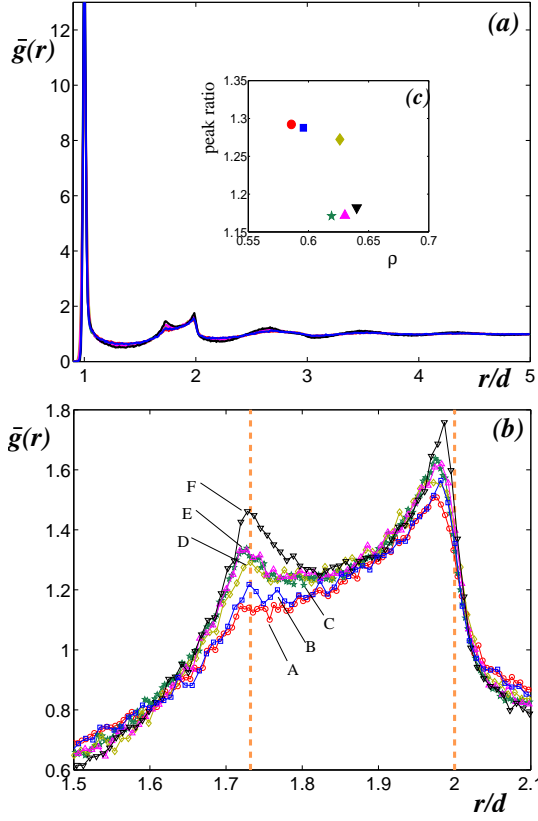 (a)
ḡ(r)
12
10
8
6
4
2
0
1
2
3
4
5
r/d
(c)
peak ratio
1.35
1.3
1.25
1.2
1.15
0.55
0.6
0.65
0.7
ρ
(b)
ḡ(r)
1.8
1.6
1.4
1.2
1
0.8
0.6
F
E
D
C
B
A
1.5
1.6
1.7
1.8
1.9
2
2.1
r/d